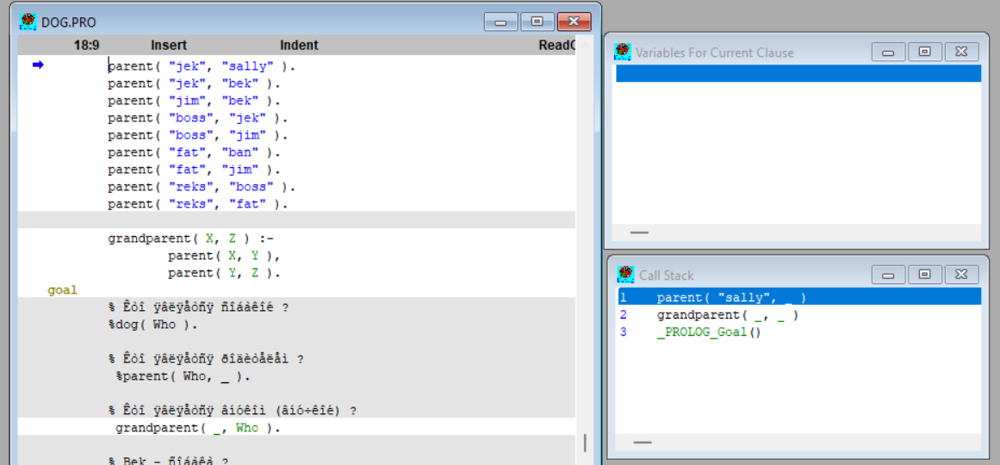 DOG.PRO
18:9 Insert Indent Read
parent( "jek", "sally" ).
parent( "jek", "bek" ).
parent( "jim", "bek" ).
parent( "boss", "jek" ).
parent( "boss", "jim" ).
parent( "fat", "ban" ).
parent( "fat", "jim" ).
parent( "reks", "boss" ).
parent( "reks", "fat" ).
grandparent( X, Z ) :-
parent( X, Y ),
parent( Y, Z ).
goal
% Êòî ÿâëÿåòñÿ ñîáàêîé ?
%dog( Who ).
% Êòî ÿâëÿåòñÿ ðîäèòåëåì ?
%parent( Who, _ ).
% Êòî ÿâëÿåòñÿ âíóêîì (âíó÷êîé) ?
grandparent( _, Who ).
% Bek - ñîáàêà ?
Variables For Current Clause
Call Stack
1 parent( "sally", _ )
2 grandparent( _, _ )
3 _PROLOG_Goal()